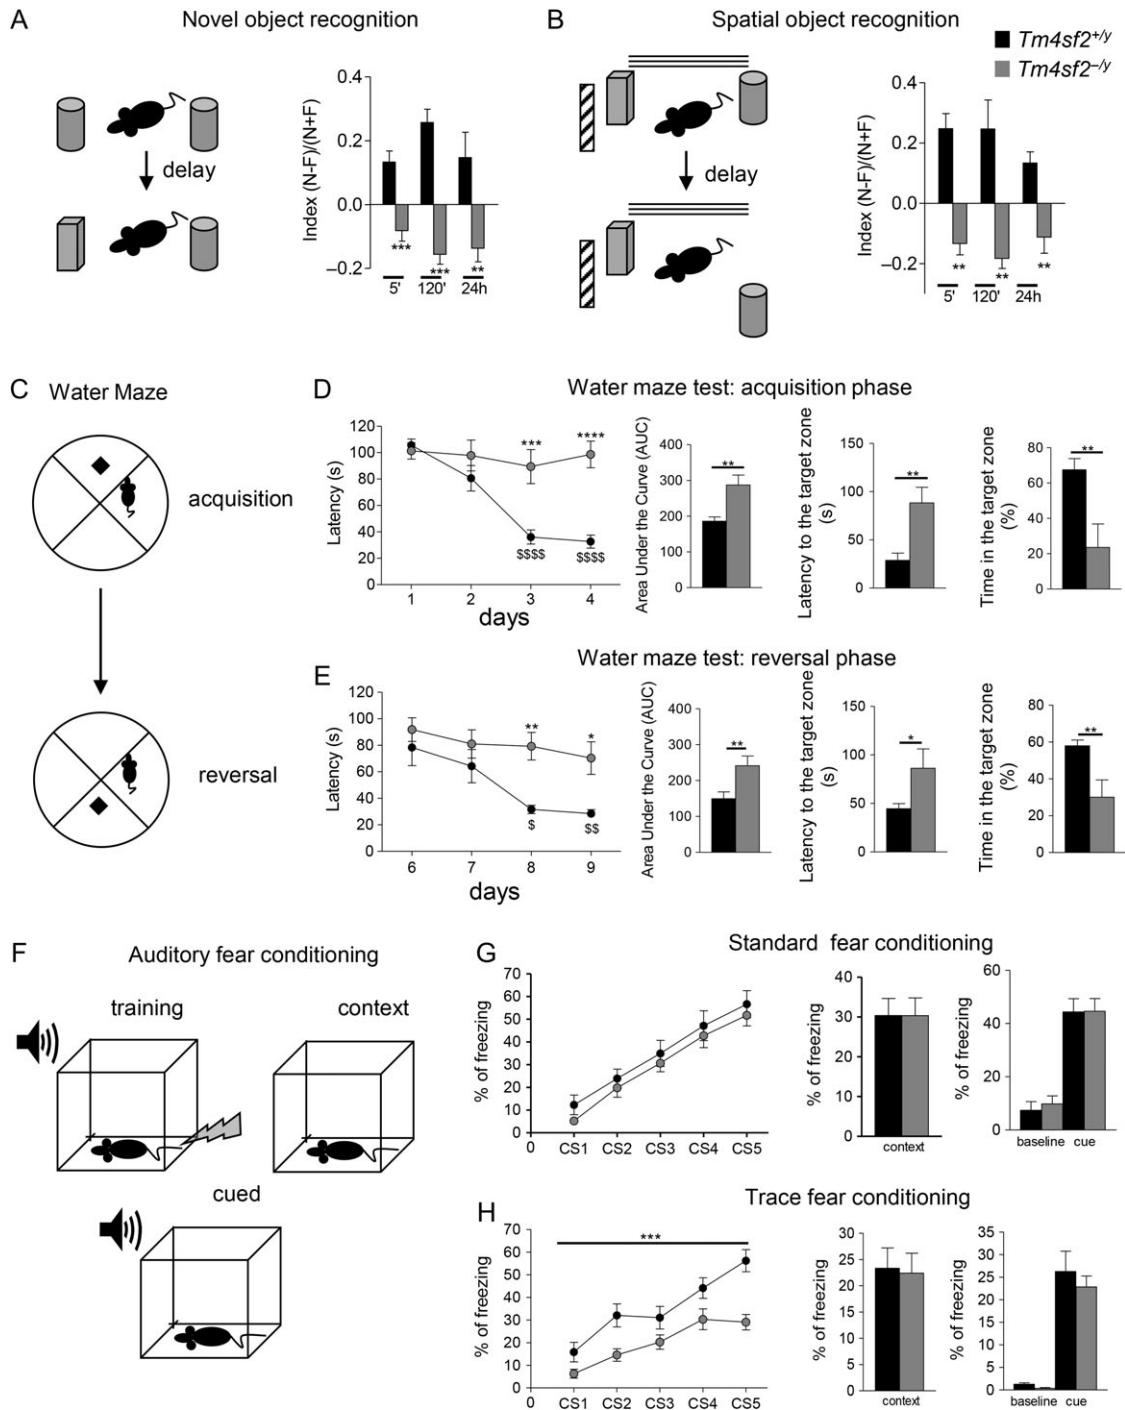 A Novel object recognition
delay
Index (N-F)/(N+F)
0.4
0.2
0.0
–0.2
***
***
**
5'
120'
24h
B Spatial object recognition
Tm4sf2+/y
Tm4sf2–/y
delay
Index (N-F)/(N+F)
0.4
0.2
0.0
–0.2
**
**
**
5'
120'
24h
C Water Maze
acquisition
reversal
D Water maze test: acquisition phase
Latency (s)
120
100
80
60
40
20
0
***
****
$$$$
$$$$
1 2 3 4
days
Area Under the Curve (AUC)
400
300
200
100
0
**
Latency to the target zone
(s)
150
100
50
0
**
Time in the target zone
(%)
80
60
40
20
0
**
E Water maze test: reversal phase
Latency (s)
120
100
80
60
40
20
0
**
*
$
$$
6 7 8 9
days
Area Under the Curve (AUC)
400
300
200
100
0
**
Latency to the target zone
(s)
150
100
50
0
*
Time in the target zone
(%)
80
60
40
20
0
**
F Auditory fear conditioning
training
context
cued
G Standard fear conditioning
% of freezing
70
60
50
40
30
20
10
0
0 CS1 CS2 CS3 CS4 CS5
% of freezing
40
30
20
10
0
context
% of freezing
60
40
20
0
baseline cue
H Trace fear conditioning
% of freezing
70
60
50
40
30
20
10
0
***
0 CS1 CS2 CS3 CS4 CS5
% of freezing
30
25
20
15
10
5
0
context
% of freezing
35
30
25
20
15
10
5
0
baseline cue